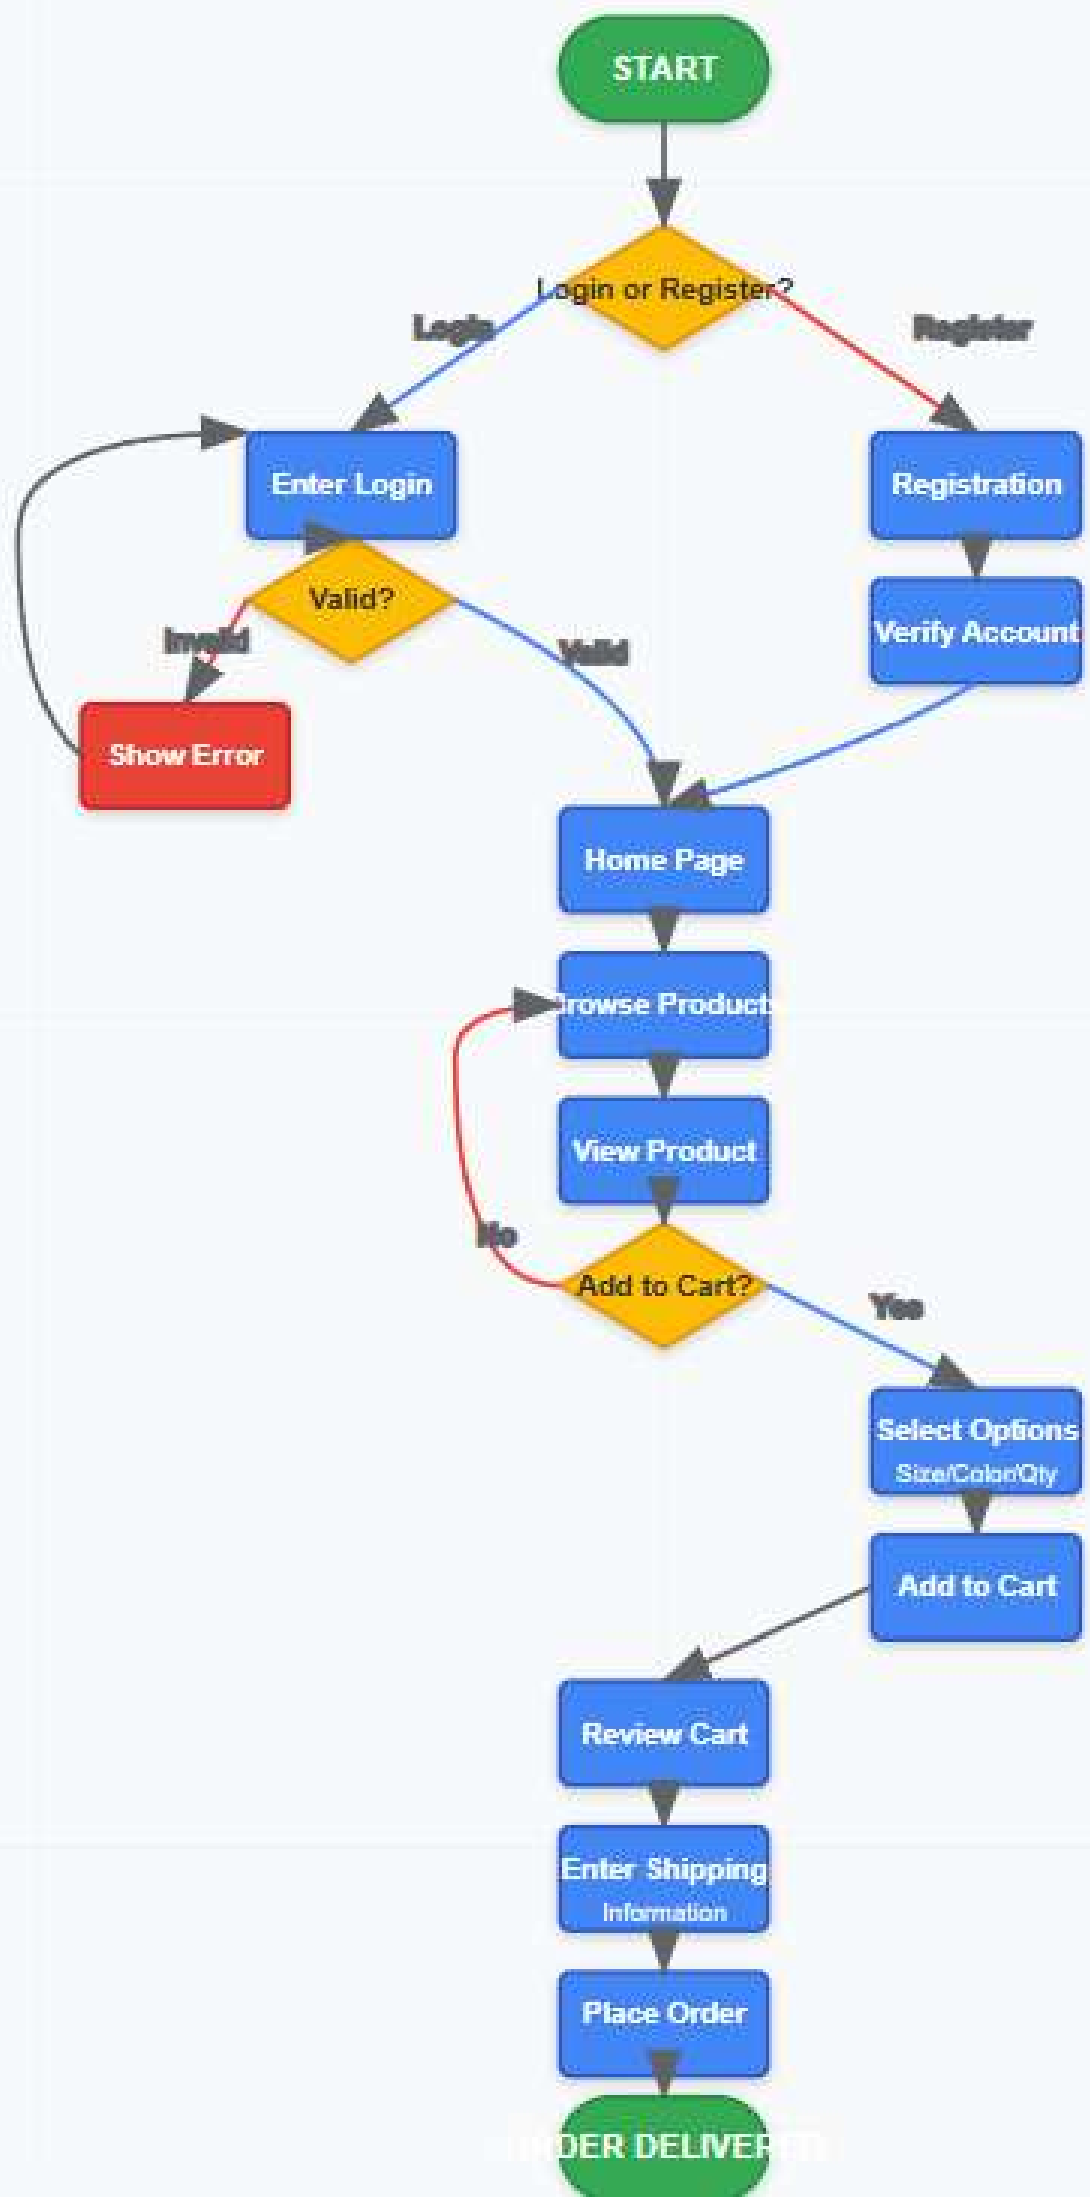 START
Login or Register?
Login
Register
Enter Login
Registration
Valid?
Invalid
Valid
Verify Account
Show Error
Home Page
Browse Products
View Product
No
Add to Cart?
Yes
Select Options
Size/Color/Qty
Add to Cart
Review Cart
Enter Shipping
Information
Place Order
ORDER DELIVERED